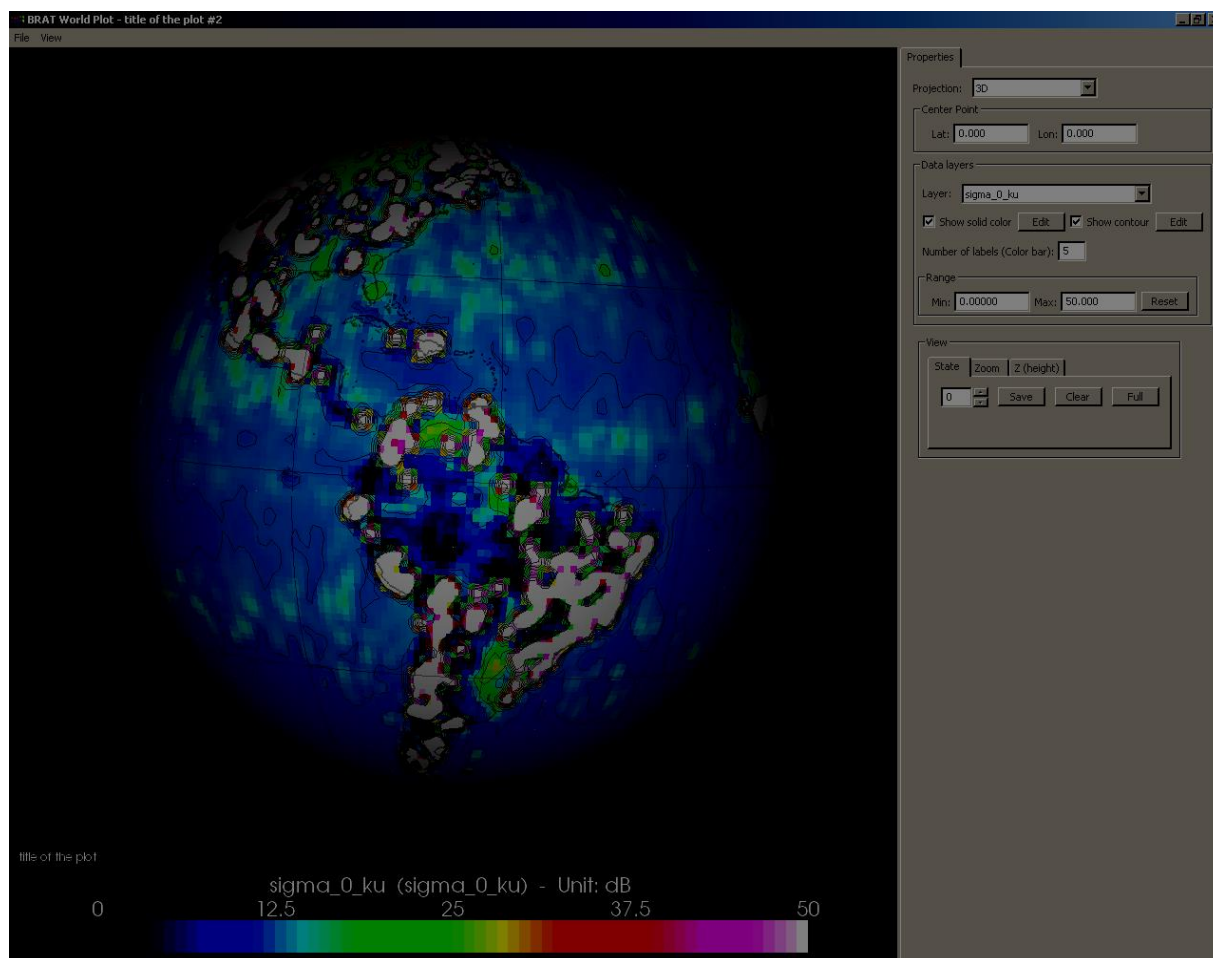 BRAT World Plot - title of the plot #2
File View
Properties
Projection: 3D
Center Point
Lat: 0.000 Lon: 0.000
Data layers
Layer: sigma_0_ku
Show solid color Edit Show contour Edit
Number of labels (Color bar): 5
Range
Min: 0.00000 Max: 50.000 Reset
View
State Zoom Z (height)
0 Save Clear Full
title of the plot
sigma_0_ku (sigma_0_ku) - Unit: dB
0 12.5 25 37.5 50